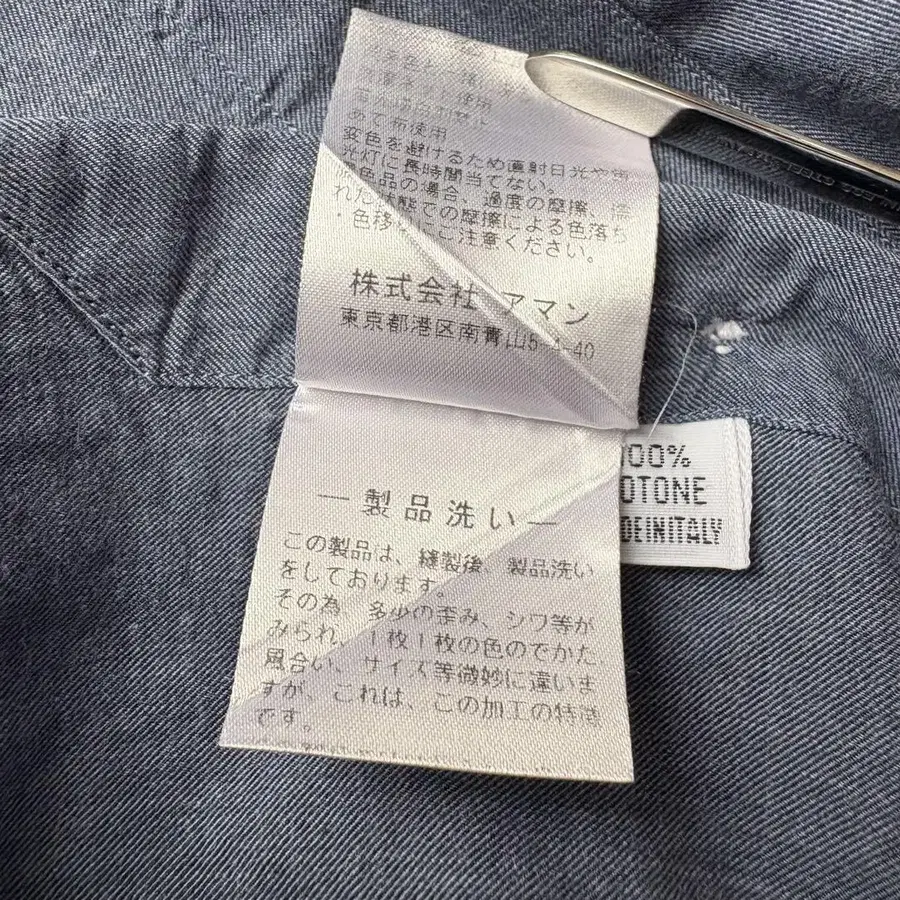 あて布使用
変色を避けるため直射日光や
光灯に長時間当てない。
色品の場合、過度の摩擦、
れた状態での摩擦による色落ち
・色移 ご注意ください。
株式会社 アマン
東京都港区南青山5 40
100%
OTONE
DEINITALY
―製品洗い―
この製品は、縫製後、製品洗い
をしております。
その為、多少の歪み、シワ等が
みられ、1枚1枚の色のでかた、
風合い、サイズ等微妙に違いま
すが、これは、この加工の特徴
です。